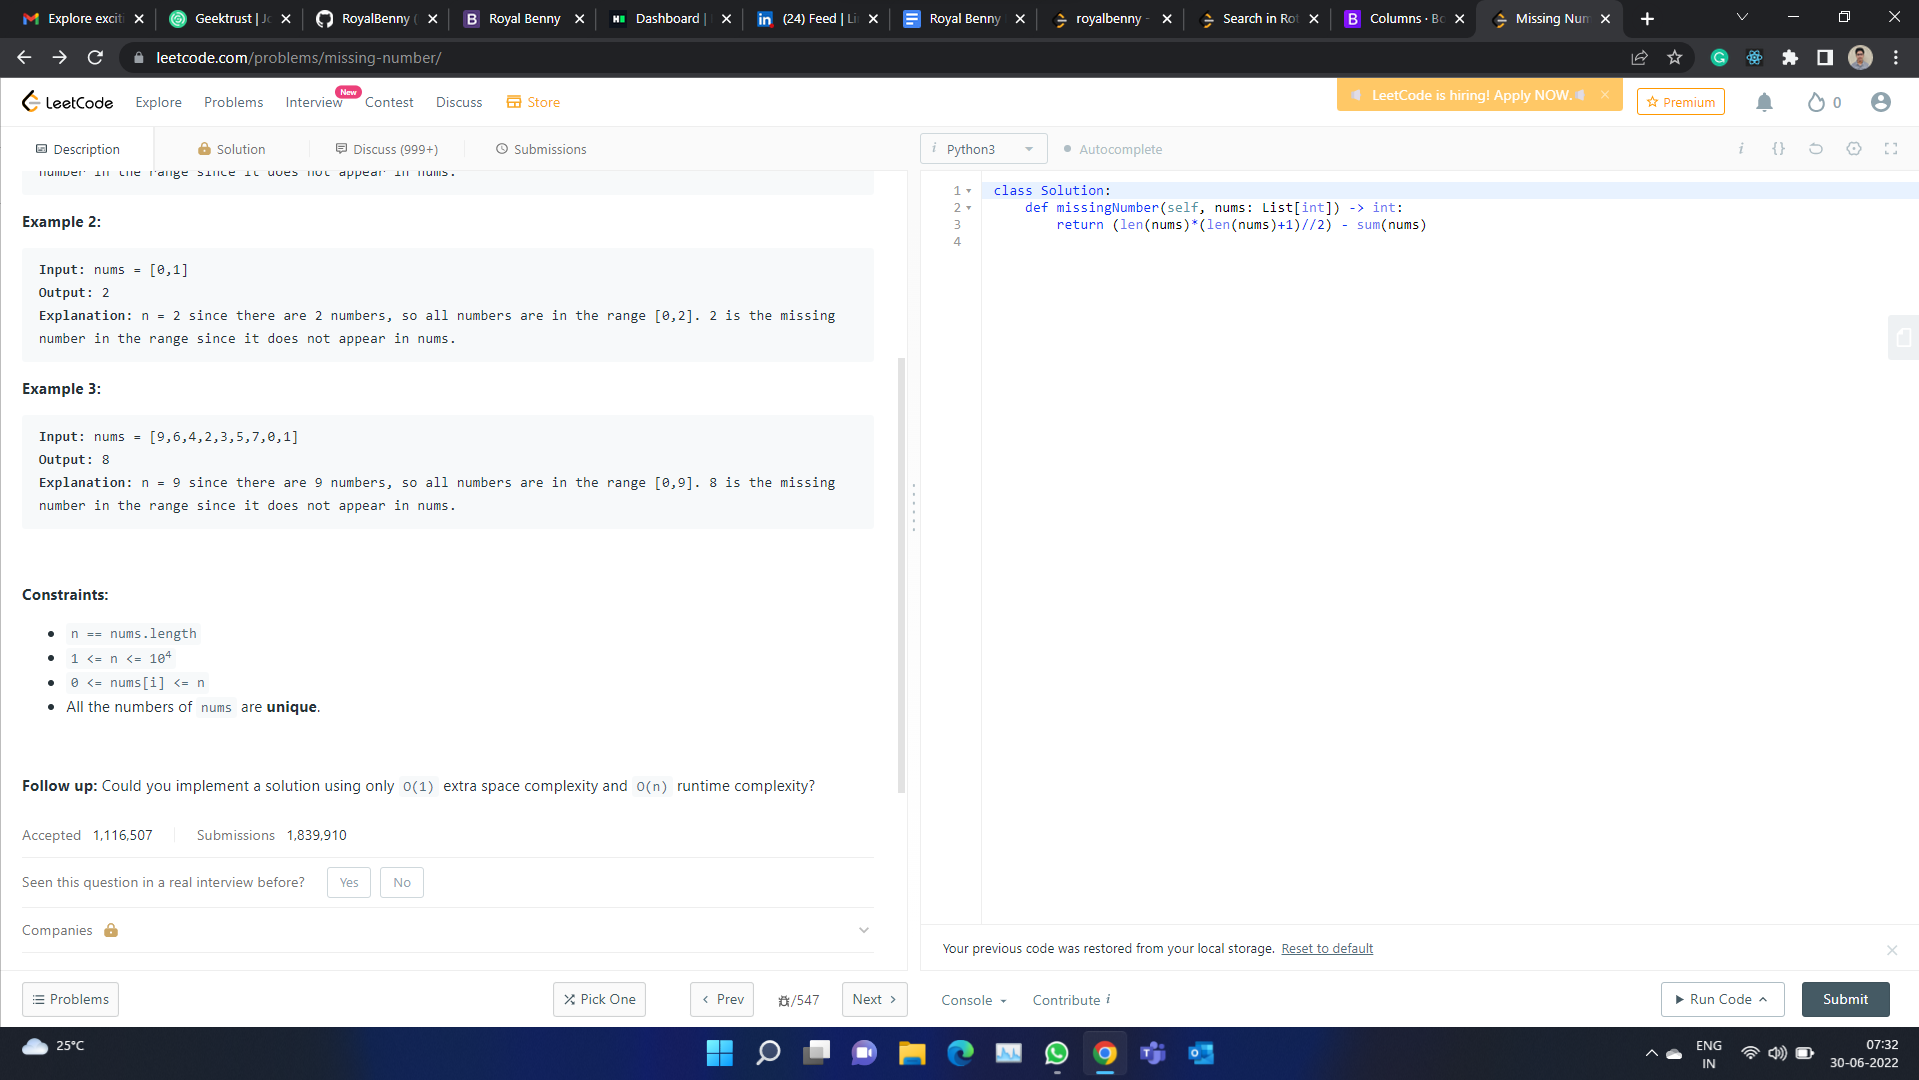 Explore exciti
Geektrust | Jo
RoyalBenny (
Royal Benny
Dashboard |
(24) Feed | Li
Royal Benny
royalbenny -
Search in Rot
Columns · Bo
Missing Num
leetcode.com/problems/missing-number/
LeetCode
Explore
Problems
Interview
New
Contest
Discuss
Store
LeetCode is hiring! Apply NOW.
Premium
0
Description
Solution
Discuss (999+)
Submissions
number in the range since it does not appear in nums.
Example 2:
Input: nums = [0,1]
Output: 2
Explanation: n = 2 since there are 2 numbers, so all numbers are in the range [0,2]. 2 is the missing
number in the range since it does not appear in nums.
Example 3:
Input: nums = [9,6,4,2,3,5,7,0,1]
Output: 8
Explanation: n = 9 since there are 9 numbers, so all numbers are in the range [0,9]. 8 is the missing
number in the range since it does not appear in nums.
Constraints:
n == nums.length
1 <= n <= 10⁴
0 <= nums[i] <= n
All the numbers of nums are unique.
Follow up: Could you implement a solution using only O(1) extra space complexity and O(n) runtime complexity?
Accepted 1,116,507 Submissions 1,839,910
Seen this question in a real interview before? Yes No
Companies
Problems
Pick One
Prev
/547
Next
i Python3
Autocomplete
i {}
1 class Solution:
2 def missingNumber(self, nums: List[int]) -> int:
3 return (len(nums)*(len(nums)+1)//2) - sum(nums)
4
Your previous code was restored from your local storage. Reset to default
Console
Contribute i
Run Code
Submit
25°C
ENG
IN
07:32
30-06-2022